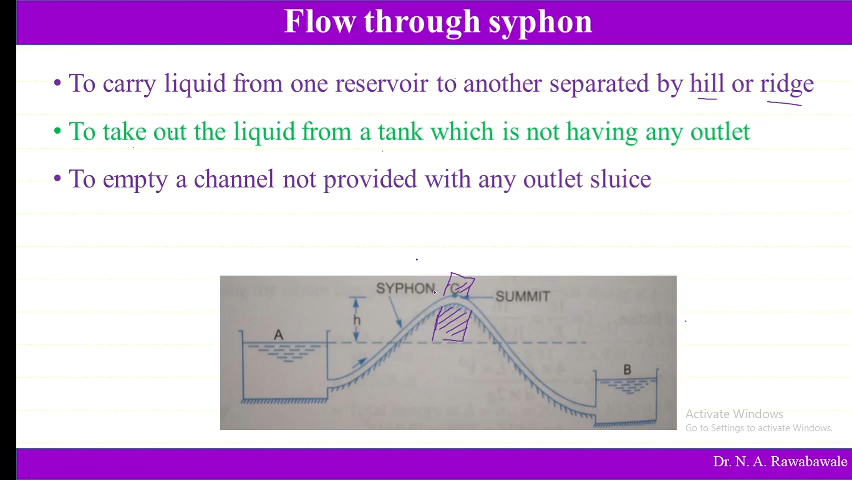 Flow through syphon
• To carry liquid from one reservoir to another separated by hill or ridge
• To take out the liquid from a tank which is not having any outlet
• To empty a channel not provided with any outlet sluice
SYPHON C
SUMMIT
h
A
B
Activate Windows
Go to Settings to activate Windows.
Dr. N. A. Rawabawale